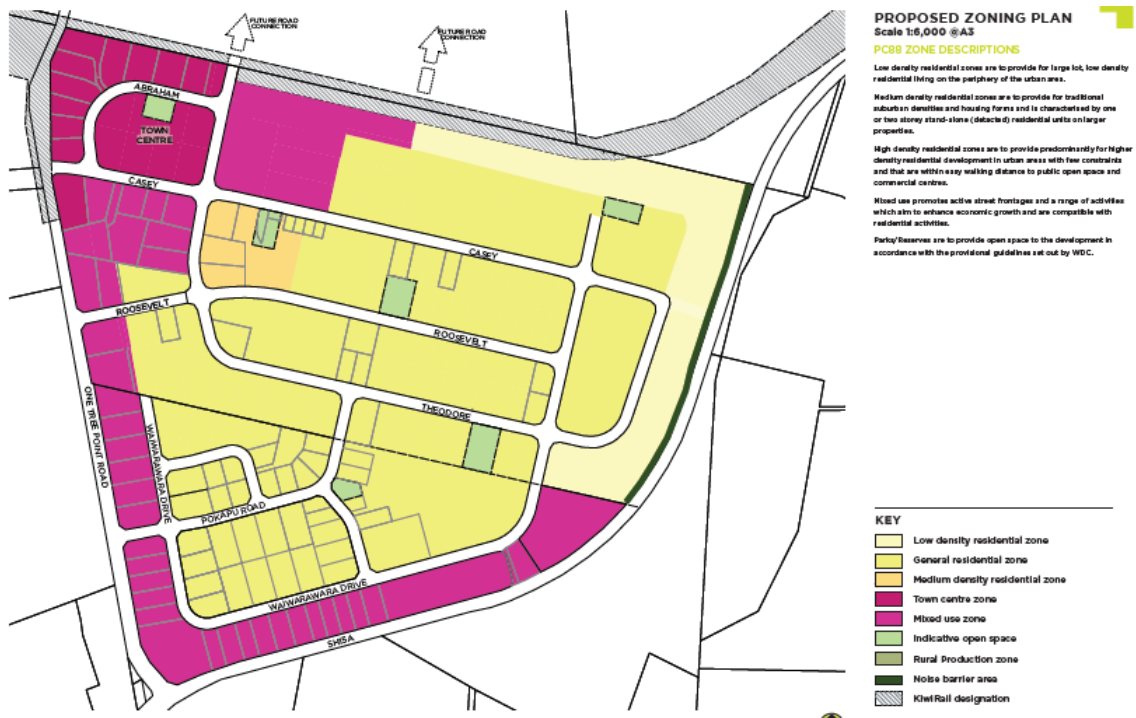 FUTURE ROAD
CONNECTION
FUTURE ROAD
CONNECTION
ABRAHAM
TOWN
CENTRE
CASEY
CASEY
ROOSEVELT
ROOSEVELT
THEODORE
ONE TREE POINT ROAD
WAIWARAWARA DRIVE
POKAPU ROAD
WAIWARAWARA DRIVE
SH15A
PROPOSED ZONING PLAN
Scale 1:6,000 @A3
PC88 ZONE DESCRIPTIONS
Low density residential zones are to provide for large lot, low density
residential living on the periphery of the urban area.
Medium density residential zones are to provide for traditional
suburban densities and housing forms and is characterised by one
or two storey stand-alone (detached) residential units on larger
properties.
High density residential zones are to provide predominantly for higher
density residential development in urban areas with few constraints
and that are within easy walking distance to public open space and
commercial centres.
Mixed use promotes active street frontages and a range of activities
which aim to enhance economic growth and are compatible with
residential activities.
Parks/Reserves are to provide open space to the development in
accordance with the provisional guidelines set out by WDC.
KEY
Low density residential zone
General residential zone
Medium density residential zone
Town centre zone
Mixed use zone
Indicative open space
Rural Production zone
Noise barrier area
KiwiRail designation